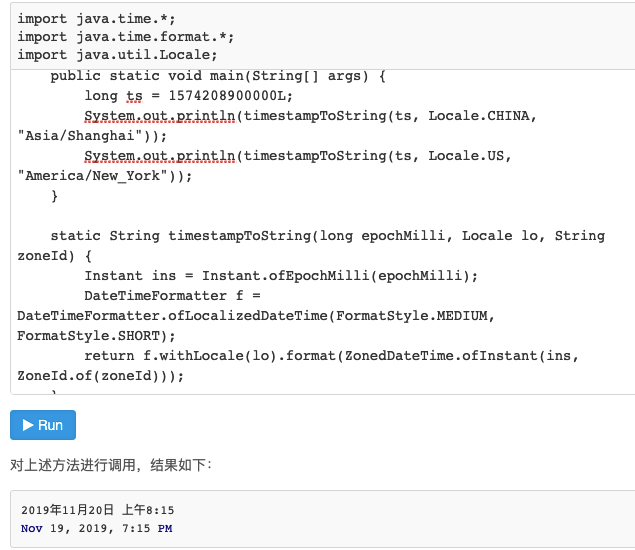 import java.time.*;
import java.time.format.*;
import java.util.Locale;
public static void main(String[] args) {
long ts = 1574208900000L;
System.out.println(timestampToString(ts, Locale.CHINA,
"Asia/Shanghai"));
System.out.println(timestampToString(ts, Locale.US,
"America/New_York"));
}
static String timestampToString(long epochMilli, Locale lo, String
zoneId) {
Instant ins = Instant.ofEpochMilli(epochMilli);
DateTimeFormatter f =
DateTimeFormatter.ofLocalizedDateTime(FormatStyle.MEDIUM,
FormatStyle.SHORT);
return f.withLocale(lo).format(ZonedDateTime.ofInstant(ins,
ZoneId.of(zoneId)));
}
Run
对上述方法进行调用，结果如下：
2019年11月20日 上午8:15
Nov 19, 2019, 7:15 PM